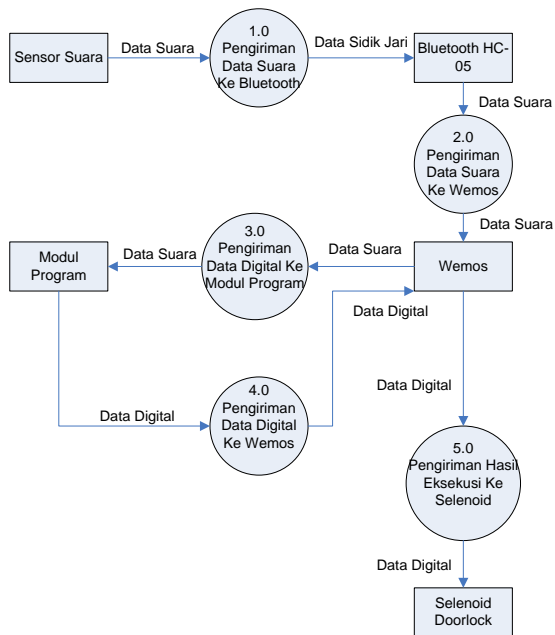 Sensor Suara
Data Suara
1.0
Pengiriman
Data Suara
Ke Bluetooth
Data Sidik Jari
Bluetooth HC-
05
Data Suara
2.0
Pengiriman
Data Suara
Ke Wemos
Data Suara
Modul
Program
Data Suara
3.0
Pengiriman
Data Digital Ke
Modul Program
Data Suara
Wemos
Data Digital
Data Digital
4.0
Pengiriman
Data Digital
Ke Wemos
Data Digital
5.0
Pengiriman Hasil
Eksekusi Ke
Selenoid
Data Digital
Selenoid
Doorlock